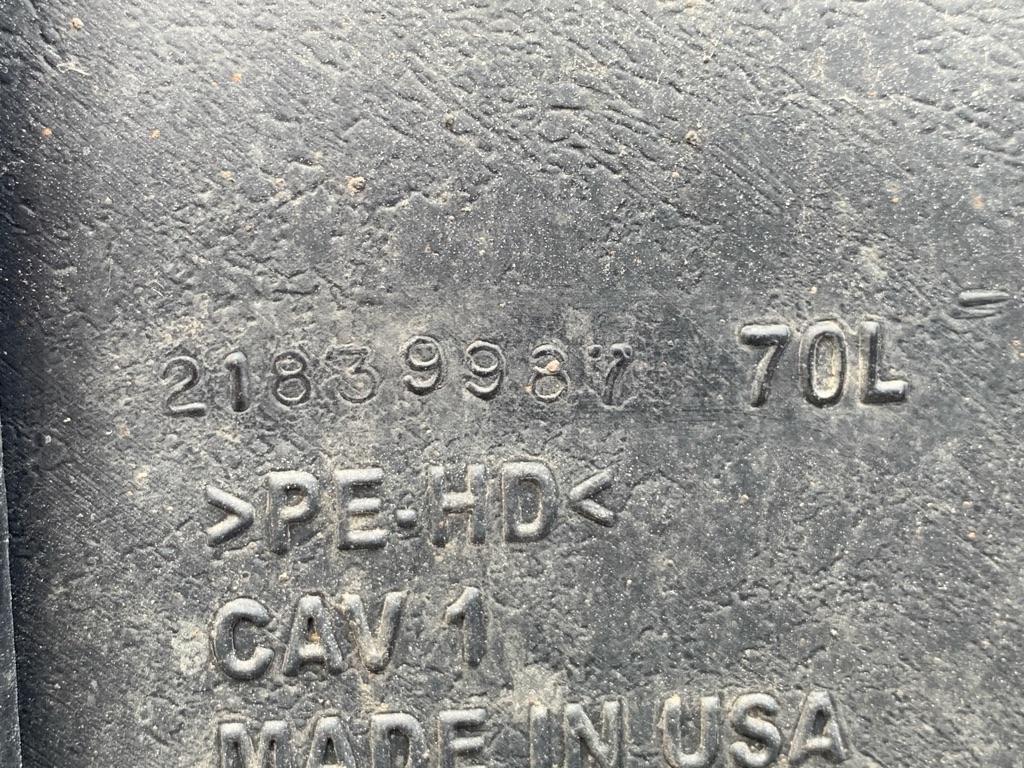 21839987 70L
>PE-HD<
CAV 1
MADE IN USA